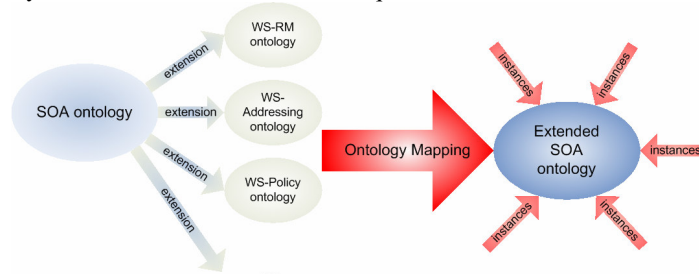 WS-RM
ontology
extension
SOA ontology
extension
WS-
Addressing
ontology
extension
WS-Policy
ontology
extension
Ontology Mapping
instances
instances
Extended
SOA
ontology
instances
instances
instances